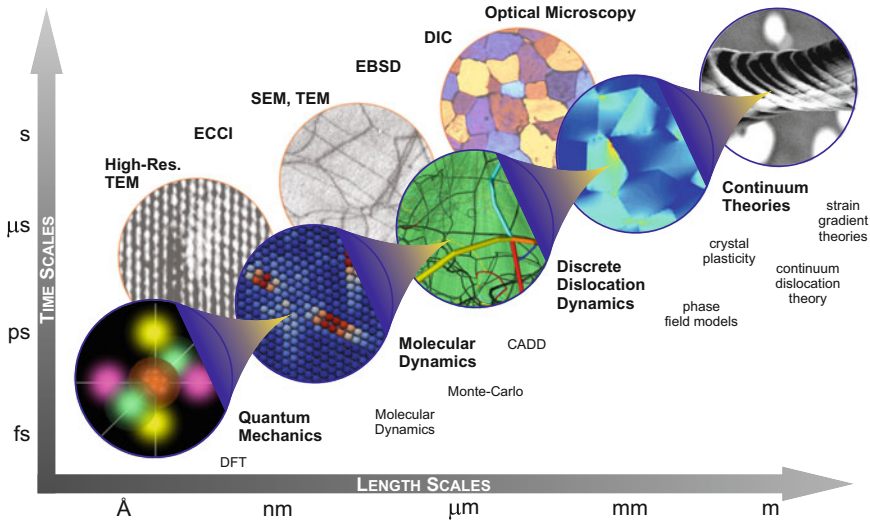 Optical Microscopy
DIC
EBSD
SEM, TEM
ECCI
High-Res.
TEM
TIME SCALES
s
μs
ps
fs
Continuum
Theories
strain
gradient
theories
crystal
plasticity
continuum
dislocation
theory
phase
field models
Discrete
Dislocation
Dynamics
CADD
Molecular
Dynamics
Monte-Carlo
Molecular
Dynamics
Quantum
Mechanics
DFT
LENGTH SCALES
Å
nm
μm
mm
m